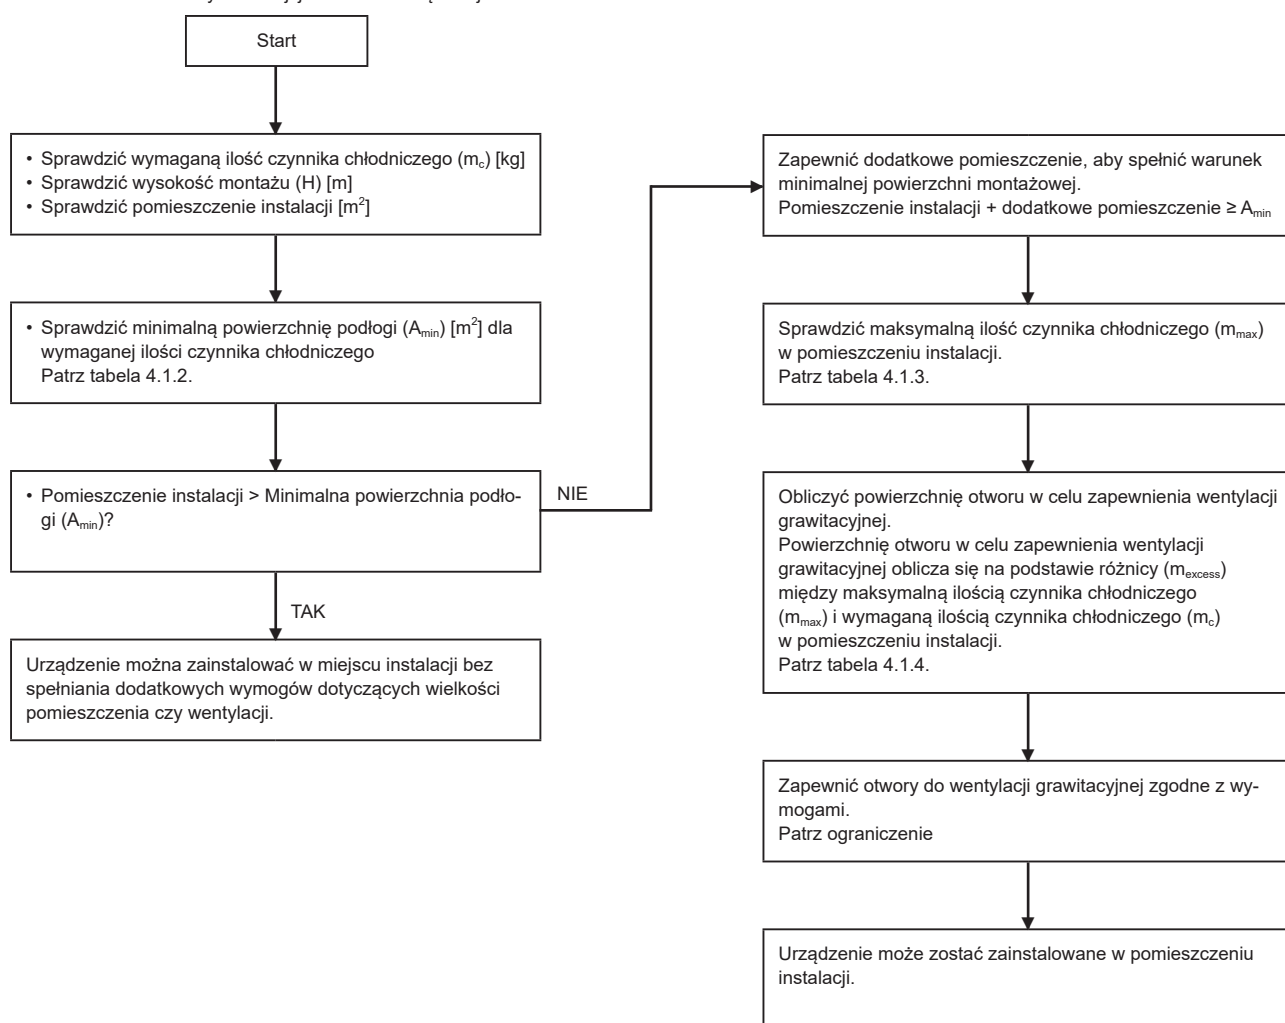 Start
• Sprawdzić wymaganą ilość czynnika chłodniczego (mc) [kg]
• Sprawdzić wysokość montażu (H) [m]
• Sprawdzić pomieszczenie instalacji [m2]
• Sprawdzić minimalną powierzchnię podłogi (Amin) [m2] dla
wymaganej ilości czynnika chłodniczego
Patrz tabela 4.1.2.
• Pomieszczenie instalacji > Minimalna powierzchnia podło-
gi (Amin)?
NIE
TAK
Urządzenie można zainstalować w miejscu instalacji bez
spełniania dodatkowych wymogów dotyczących wielkości
pomieszczenia czy wentylacji.
Zapewnić dodatkowe pomieszczenie, aby spełnić warunek
minimalnej powierzchni montażowej.
Pomieszczenie instalacji + dodatkowe pomieszczenie ≥ Amin
Sprawdzić maksymalną ilość czynnika chłodniczego (mmax)
w pomieszczeniu instalacji.
Patrz tabela 4.1.3.
Obliczyć powierzchnię otworu w celu zapewnienia wentylacji
grawitacyjnej.
Powierzchnię otworu w celu zapewnienia wentylacji
grawitacyjnej oblicza się na podstawie różnicy (mexcess)
między maksymalną ilością czynnika chłodniczego
(mmax) i wymaganą ilością czynnika chłodniczego (mc)
w pomieszczeniu instalacji.
Patrz tabela 4.1.4.
Zapewnić otwory do wentylacji grawitacyjnej zgodne z wy-
mogami.
Patrz ograniczenie
Urządzenie może zostać zainstalowane w pomieszczeniu
instalacji.